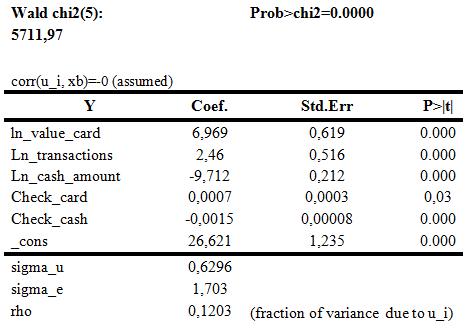 Wald chi2(5): Prob>chi2=0.0000
5711,97
corr(u_i, xb)=-0 (assumed)
Y Coef. Std.Err P>|t|
ln_value_card 6,969 0,619 0.000
Ln_transactions 2,46 0,516 0.000
Ln_cash_amount -9,712 0,212 0.000
Check_card 0,0007 0,0003 0,03
Check_cash -0,0015 0,00008 0.000
_cons 26,621 1,235 0.000
sigma_u 0,6296
sigma_e 1,703
rho 0,1203 (fraction of variance due to u_i)